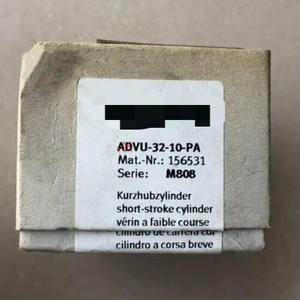 ADVU-32-10-PA
Mat.-Nr.: 156531
Serie: M808
Kurzhubzylinder
short-stroke cylinder
vérin a faible course
cilindro de carrera cor
cilindro a corsa breve